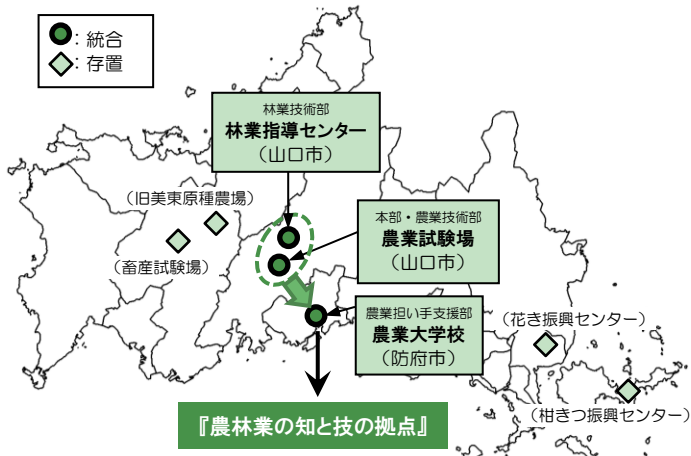 ：統合
：存置
林業技術部
林業指導センター
（山口市）
（旧美東原種農場）
（畜産試験場）
本部・農業技術部
農業試験場
（山口市）
農業担い手支援部
農業大学校
（防府市）
（花き振興センター）
（柑きつ振興センター）
『農林業の知と技の拠点』